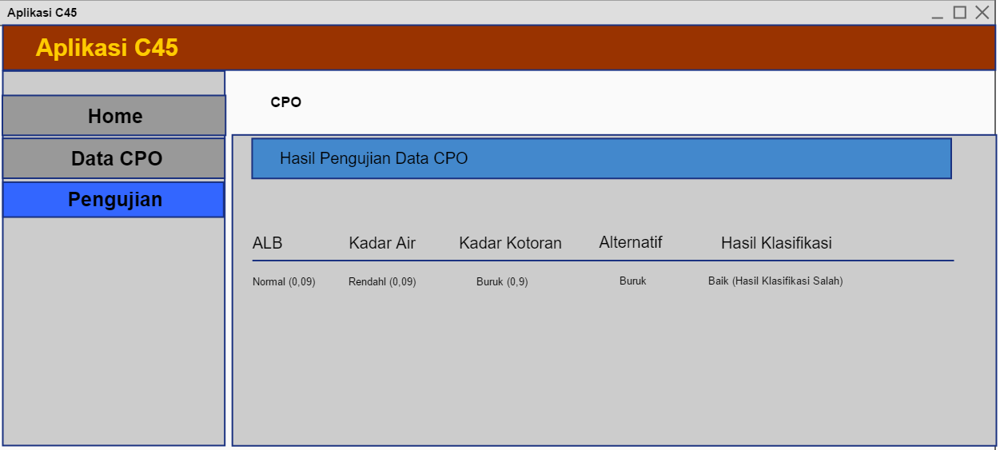 Aplikasi C45
Aplikasi C45
Home
Data CPO
Pengujian
CPO
Hasil Pengujian Data CPO
ALB Kadar Air Kadar Kotoran Alternatif Hasil Klasifikasi
Normal (0,09) Rendahl (0,09) Buruk (0,9) Buruk Baik (Hasil Klasifikasi Salah)